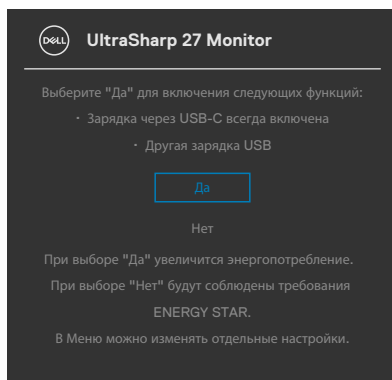 DELL UltraSharp 27 Monitor
Выберите "Да" для включения следующих функций:
· Зарядка через USB-C всегда включена
· Другая зарядка USB
Да
Нет
При выборе "Да" увеличится энергопотребление.
При выборе "Нет" будут соблюдены требования
ENERGY STAR.
В Меню можно изменять отдельные настройки.